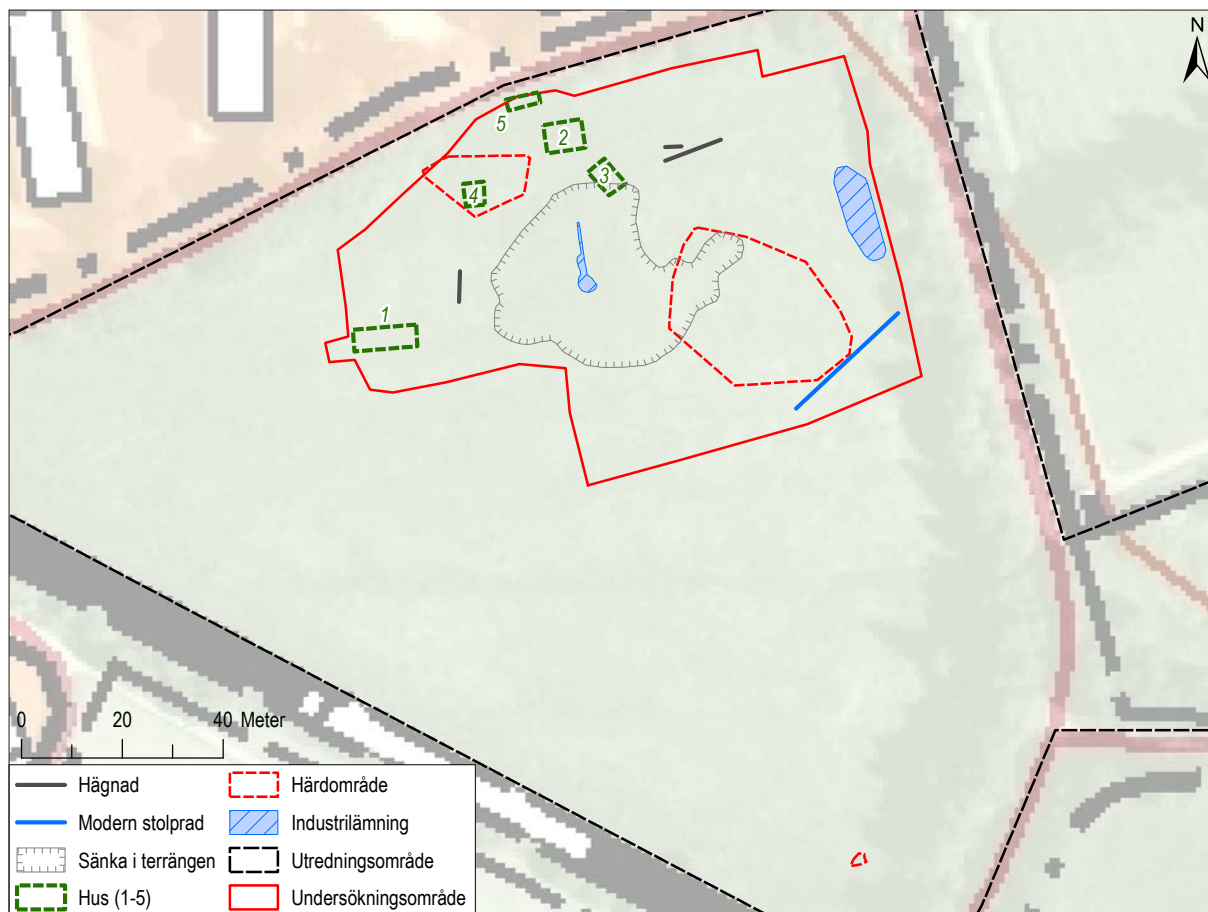 N
5
2
3
4
1
0 20 40 Meter
Hägnad
Härdområde
Modern stolprad
Industrilämning
Sänka i terrängen
Utredningsområde
Hus (1-5)
Undersökningsområde